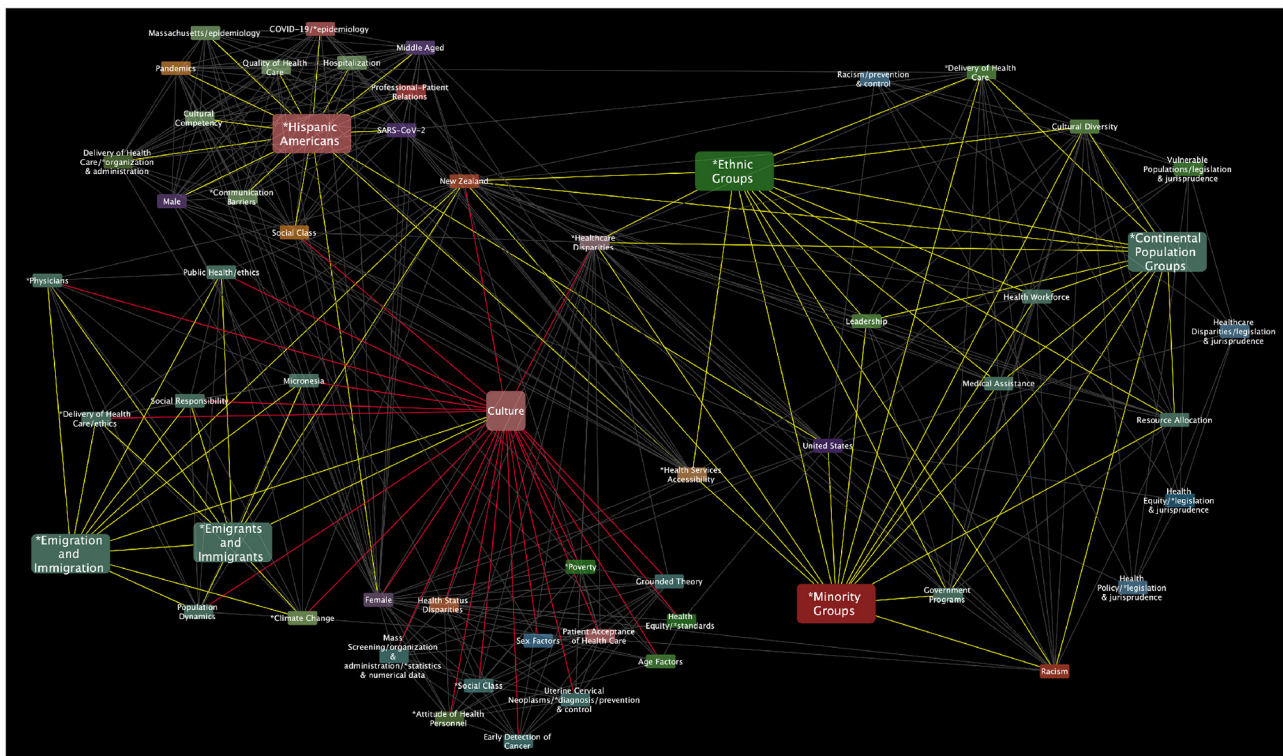 Massachusetts/epidemiology
COVID-19/*epidemiology
Middle Aged
Pandemics
Quality of Health
Care
Hospitalization
Professional-Patient
Relations
Cultural
Competency
*Hispanic
Americans
SARS-CoV-2
Delivery of Health
Care/*organization
& administration
*Communication
Barriers
Male
Social Class
New Zealand
*Healthcare
Disparities
Racism/prevention
& control
*Delivery of Health
Care
Cultural Diversity
Vulnerable
Populations/legislation
& jurisprudence
*Ethnic
Groups
*Continental
Population
Groups
Health Workforce
Leadership
Healthcare
Disparities/legislation
& jurisprudence
Medical Assistance
Resource Allocation
*Physicians
Public Health/ethics
Micronesia
Social Responsibility
*Delivery of Health
Care/ethics
Culture
United States
*Health Services
Accessibility
Health
Equity/*legislation
& jurisprudence
*Emigration
and
Immigration
*Emigrants
and
Immigrants
Population
Dynamics
*Climate Change
Female
Health Status
Disparities
*Poverty
Grounded Theory
Health
Equity/*standards
Sex Factors
Patient Acceptance
of Health Care
Age Factors
Mass
Screening/organization
&
administration/*statistics
& numerical data
*Social Class
Uterine Cervical
Neoplasms/*diagnosis/prevention
& control
*Attitude of Health
Personnel
Early Detection of
Cancer
*Minority
Groups
Government
Programs
Health
Policy/*legislation
& jurisprudence
Racism